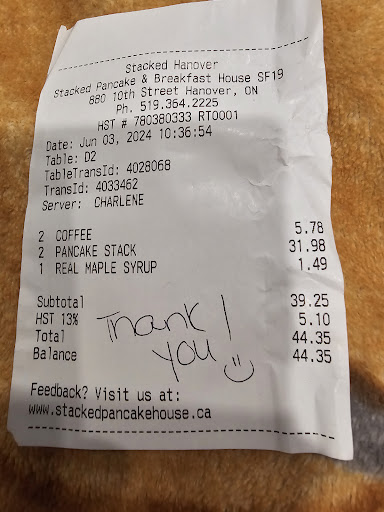 Stacked Hanover
Stacked Pancake & Breakfast House SF19
880 10th Street Hanover, ON
Ph. 519.364.2225
HST # 780380333 RT0001
Date: Jun 03, 2024 10:36:54
Table: D2
TableTransId: 4028068
TransId: 4033462
Server: CHARLENE
2 COFFEE 5.78
2 PANCAKE STACK 31.98
1 REAL MAPLE SYRUP 1.49
Subtotal 39.25
HST 13% 5.10
Total 44.35
Balance 44.35
Thank
you!
Feedback? Visit us at:
www.stackedpancakehouse.ca